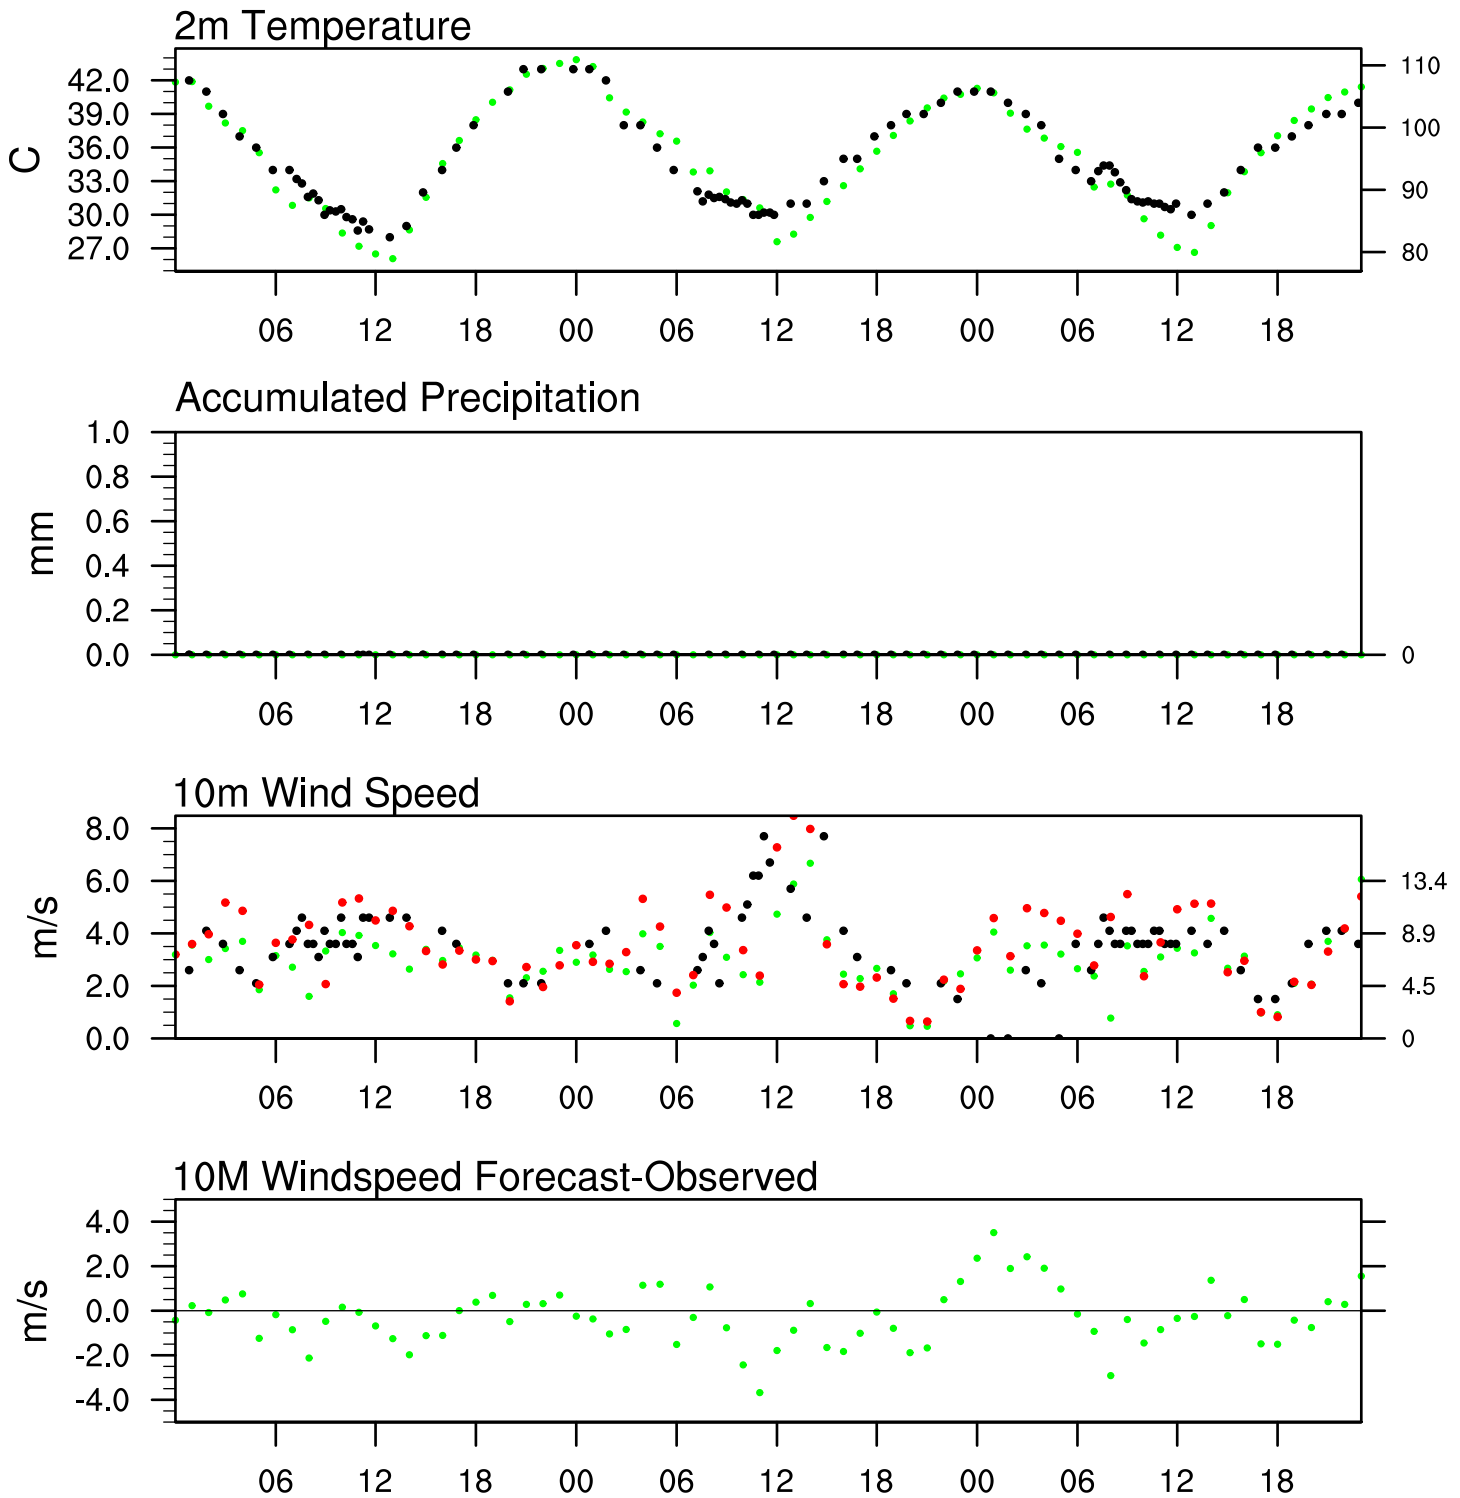 2m Temperature
C
42.0
39.0
36.0
33.0
30.0
27.0
110
100
90
80
06 12 18 00 06 12 18 00 06 12 18
Accumulated Precipitation
mm
1.0
0.8
0.6
0.4
0.2
0.0
0
06 12 18 00 06 12 18 00 06 12 18
10m Wind Speed
m/s
8.0
6.0
4.0
2.0
0.0
13.4
8.9
4.5
0
06 12 18 00 06 12 18 00 06 12 18
10M Windspeed Forecast-Observed
m/s
4.0
2.0
0.0
-2.0
-4.0
06 12 18 00 06 12 18 00 06 12 18